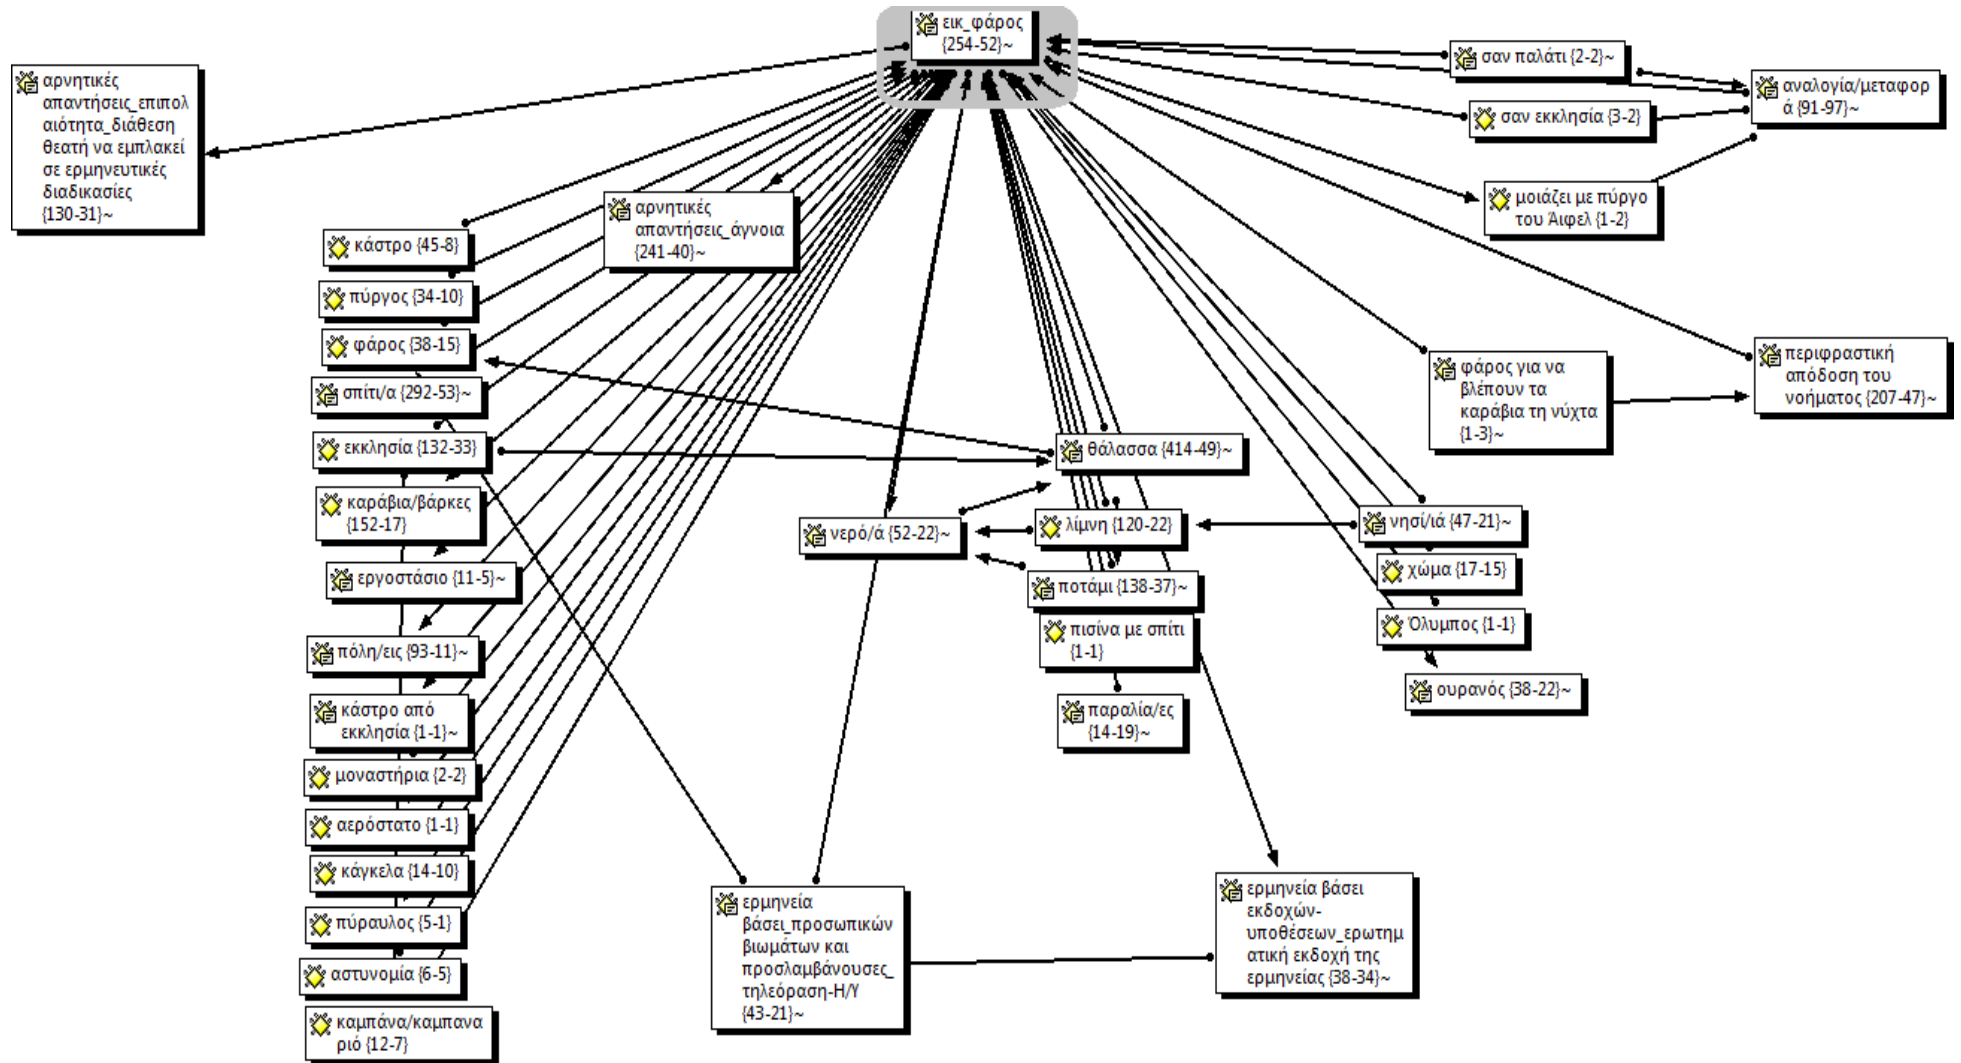 εικ_φάρος
{254-52}~
σαν παλάτι {2-2}~
αναλογία/μεταφορ
ά {91-97}~
σαν εκκλησία {3-2}
μοιάζει με πύργο
του Άιφελ {1-2}
αρνητικές
απαντήσεις_επιπολ
αιότητα_διάθεση
θεατή να εμπλακεί
σε ερμηνευτικές
διαδικασίες
{130-31}~
αρνητικές
απαντήσεις_άγνοια
{241-40}~
κάστρο {45-8}
πύργος {34-10}
φάρος {38-15}
σπίτι/α {292-53}~
εκκλησία {132-33}
καράβια/βάρκες
{152-17}
εργοστάσιο {11-5}~
πόλη/εις {93-11}~
κάστρο από
εκκλησία {1-1}~
μοναστήρια {2-2}
αερόστατο {1-1}
κάγκελα {14-10}
πύραυλος {5-1}
αστυνομία {6-5}
καμπάνα/καμπανα
ριό {12-7}
φάρος για να
βλέπουν τα
καράβια τη νύχτα
{1-3}~
περιφραστική
απόδοση του
νοήματος {207-47}~
θάλασσα {414-49}~
νερό/ά {52-22}~
λίμνη {120-22}
νησί/ιά {47-21}~
ποτάμι {138-37}~
χώμα {17-15}
πισίνα με σπίτι
{1-1}
Όλυμπος {1-1}
παραλία/ες
{14-19}~
ουρανός {38-22}~
ερμηνεία
βάσει_προσωπικών
βιωμάτων και
προσλαμβάνουσες_
τηλεόραση-Η/Υ
{43-21}~
ερμηνεία βάσει
εκδοχών-
υποθέσεων_ερωτημ
ατική εκδοχή της
ερμηνείας {38-34}~